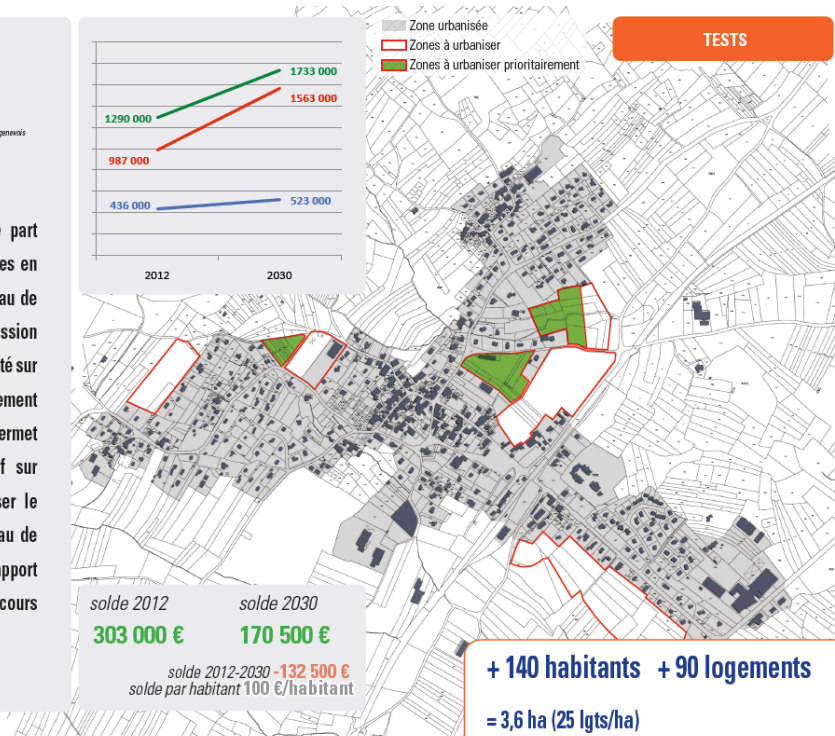 genevois
part
es en
au de
ession
té sur
ement
ermet
f sur
ser le
au de
apport
cours
1290 000
1733 000
987 000
1563 000
436 000
523 000
2012
2030
Zone urbanisée
Zones à urbaniser
Zones à urbaniser prioritairement
TESTS
solde 2012
solde 2030
303 000 €
170 500 €
solde 2012-2030 -132 500 €
solde par habitant 100 €/habitant
+ 140 habitants + 90 logements
= 3,6 ha (25 lgts/ha)